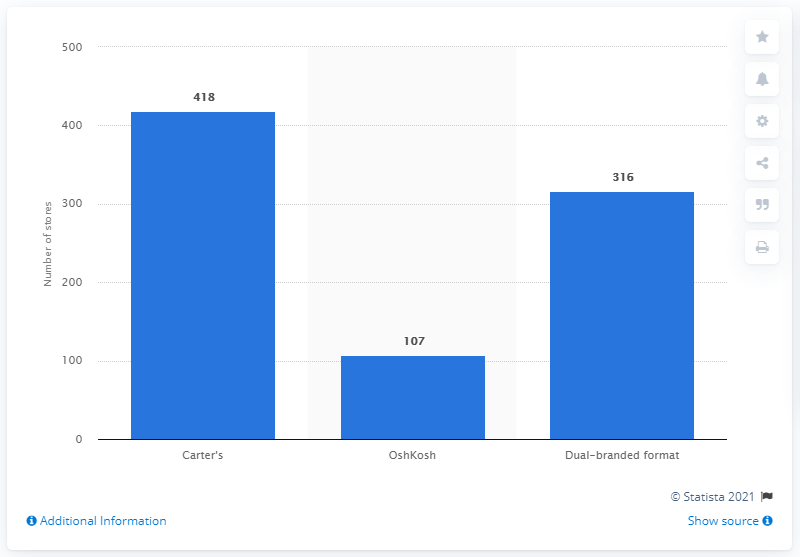 500
400
300
200
100
0
Number of stores
418
107
316
Carter's
OshKosh
Dual-branded format
© Statista 2021
Additional Information
Show source